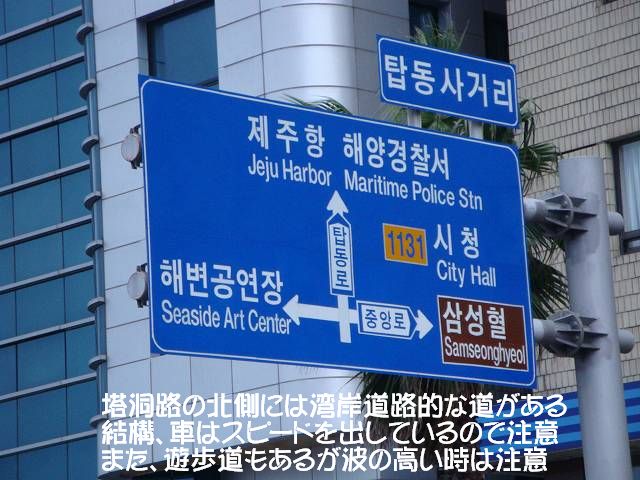 탑동사거리
제주항 해양경찰서
Jeju Harbor Maritime Police Stn
탑동로
1131 시청
City Hall
해변공연장
Seaside Art Center
중앙로
삼성혈
Samseonghyeol
塔洞路の北側には湾岸道路的な道がある
結構、車はスピードを出しているので注意
また、遊歩道もあるが波の高い時は注意